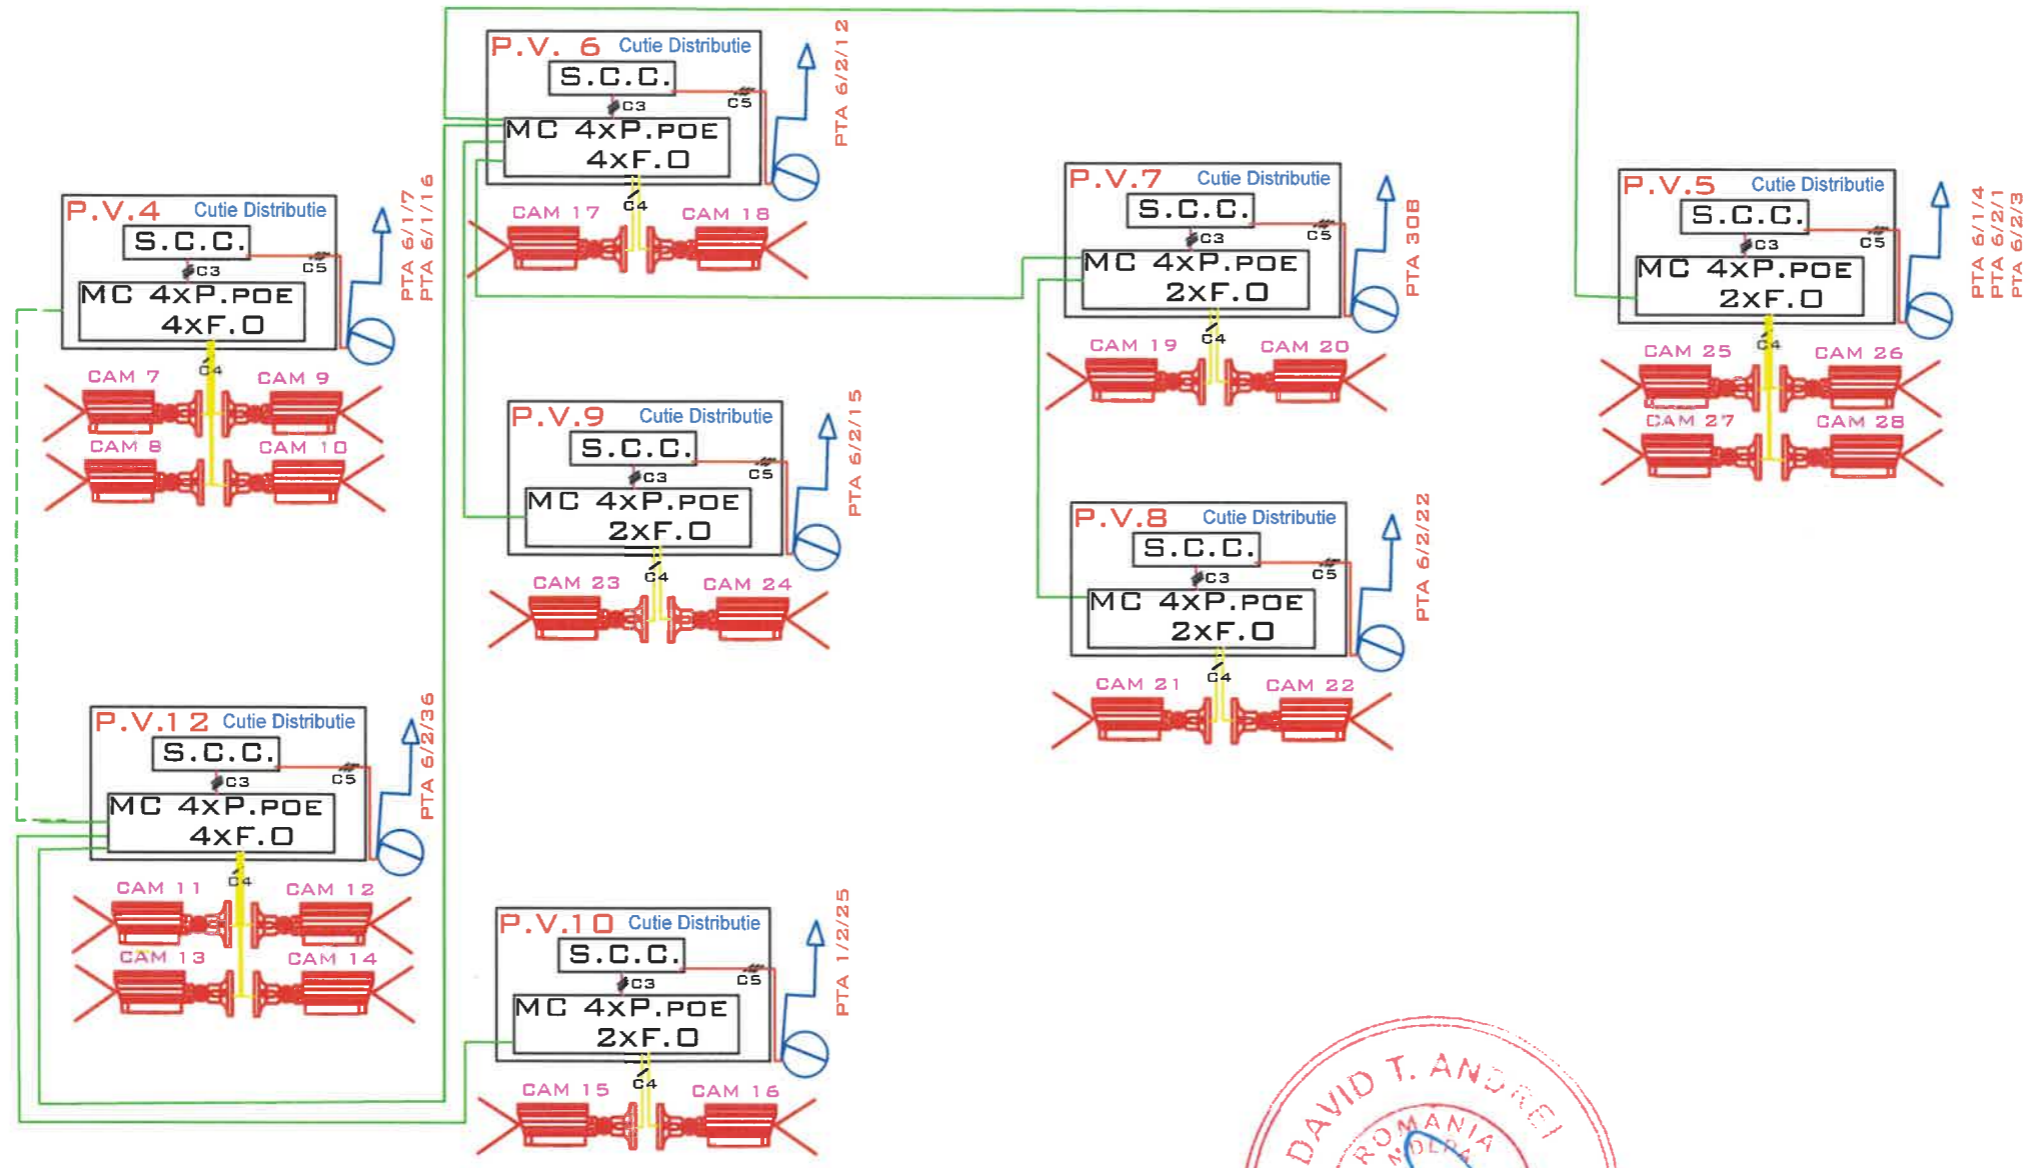 P.V. 6 Cutie Distributie
S.C.C.
C3
C5
MC 4xP.POE
4xF.O
C4
CAM 17 CAM 18
PTA 6/2/12
P.V.4 Cutie Distributie
S.C.C.
C3
C5
MC 4xP.POE
4xF.O
C4
CAM 7 CAM 9
CAM 8 CAM 10
PTA 6/1/7
PTA 6/1/16
P.V.7 Cutie Distributie
S.C.C.
C3
C5
MC 4xP.POE
2xF.O
C4
CAM 19 CAM 20
PTA 30B
P.V.5 Cutie Distributie
S.C.C.
C3
C5
MC 4xP.POE
2xF.O
C4
CAM 25 CAM 26
CAM 27 CAM 28
PTA 6/1/4
PTA 6/2/1
PTA 6/2/3
P.V.9 Cutie Distributie
S.C.C.
C3
C5
MC 4xP.POE
2xF.O
C4
CAM 23 CAM 24
PTA 6/2/15
P.V.8 Cutie Distributie
S.C.C.
C3
C5
MC 4xP.POE
2xF.O
C4
CAM 21 CAM 22
PTA 6/2/22
P.V.12 Cutie Distributie
S.C.C.
C3
C5
MC 4xP.POE
4xF.O
C4
CAM 11 CAM 12
CAM 13 CAM 14
PTA 6/2/36
P.V.10 Cutie Distributie
S.C.C.
C3
C5
MC 4xP.POE
2xF.O
C4
CAM 15 CAM 16
PTA 1/2/25
DAVID T. ANDREI
ROMANIA